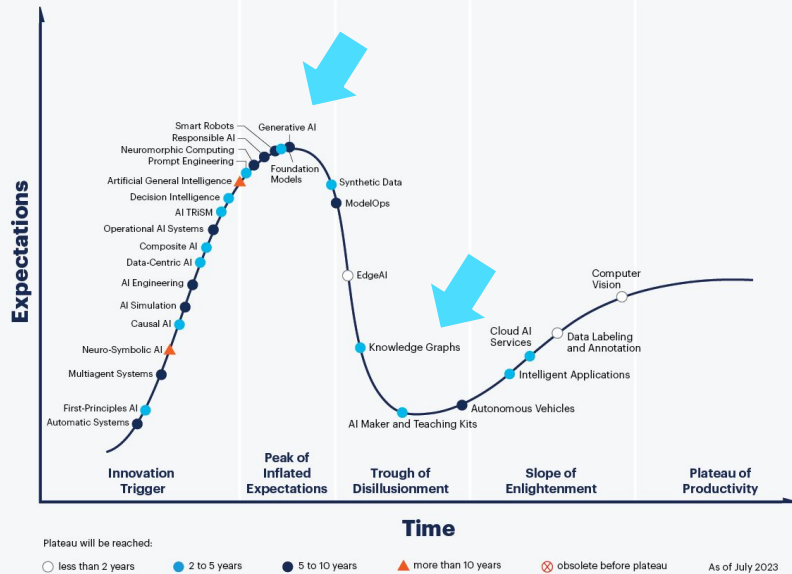 Expectations
Smart Robots
Responsible AI
Neuromorphic Computing
Prompt Engineering
Artificial General Intelligence
Decision Intelligence
AI TRiSM
Operational AI Systems
Composite AI
Data-Centric AI
AI Engineering
AI Simulation
Causal AI
Neuro-Symbolic AI
Multiagent Systems
First-Principles AI
Automatic Systems
Generative AI
Foundation
Models
Synthetic Data
ModelOps
EdgeAI
Knowledge Graphs
AI Maker and Teaching Kits
Autonomous Vehicles
Intelligent Applications
Cloud AI
Services
Data Labeling
and Annotation
Computer
Vision
Innovation
Trigger
Peak of
Inflated
Expectations
Trough of
Disillusionment
Slope of
Enlightenment
Plateau of
Productivity
Time
Plateau will be reached:
less than 2 years
2 to 5 years
5 to 10 years
more than 10 years
obsolete before plateau
As of July 2023